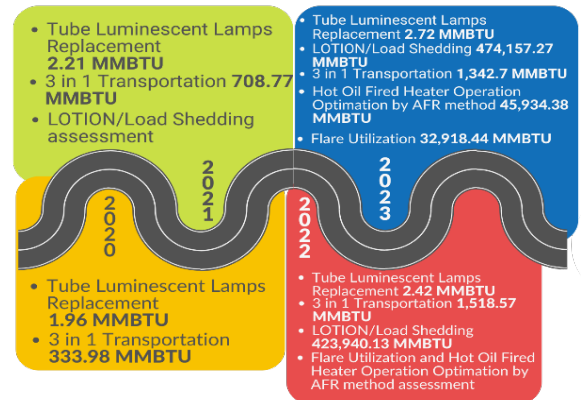 • Tube Luminescent Lamps
Replacement
2.21 MMBTU
• 3 in 1 Transportation 708.77
MMBTU
• LOTION/Load Shedding
assessment
• Tube Luminescent Lamps
Replacement 2.72 MMBTU
• LOTION/Load Shedding 474,157.27
MMBTU
• 3 in 1 Transportation 1,342.7 MMBTU
• Hot Oil Fired Heater Operation
Optimation by AFR method 45,934.38
MMBTU
• Flare Utilization 32,918.44 MMBTU
2020
2021
2022
2023
• Tube Luminescent Lamps
Replacement
1.96 MMBTU
• 3 in 1 Transportation
333.98 MMBTU
• Tube Luminescent Lamps
Replacement 2.42 MMBTU
• 3 in 1 Transportation 1,518.57
MMBTU
• LOTION/Load Shedding
423,940.13 MMBTU
• Flare Utilization and Hot Oil Fired
Heater Operation Optimation by
AFR method assessment